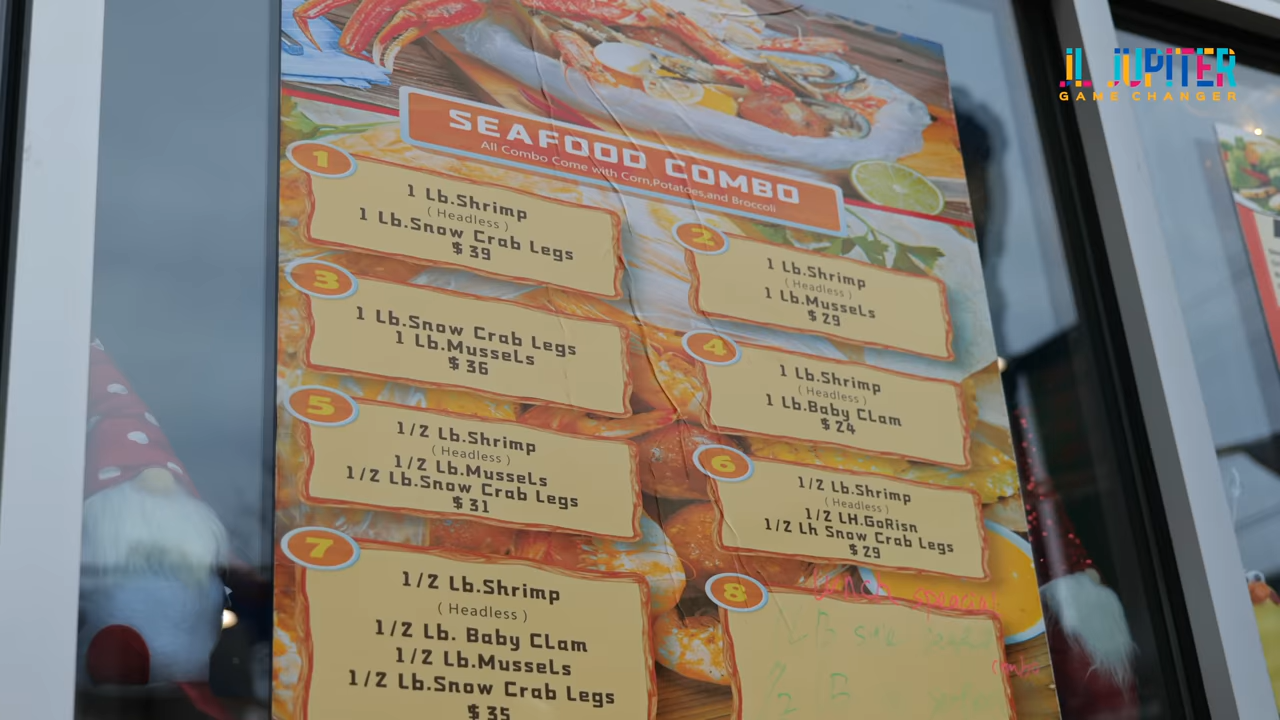 IL JUPITER
GAME CHANGER
SEAFOOD COMBO
All Combo Come with Corn,Potatoes,and Broccoli
1
1 Lb.Shrimp
( Headless )
1 Lb.Snow Crab Legs
$39
2
1 Lb.Shrimp
( Headless )
1 Lb.Mussels
$29
3
1 Lb.Snow Crab Legs
1 Lb.Mussels
$36
4
1 Lb.Shrimp
( Headless )
1 Lb.Baby Clam
$24
5
1/2 Lb.Shrimp
( Headless )
1/2 Lb.Mussels
1/2 Lb.Snow Crab Legs
$31
6
1/2 Lb.Shrimp
( Headless )
1/2 LH.GoRisn
1/2 Lh Snow Crab Legs
$29
7
1/2 Lb.Shrimp
( Headless )
1/2 Lb. Baby Clam
1/2 Lb.Mussels
1/2 Lb.Snow Crab Legs
$35
8
special